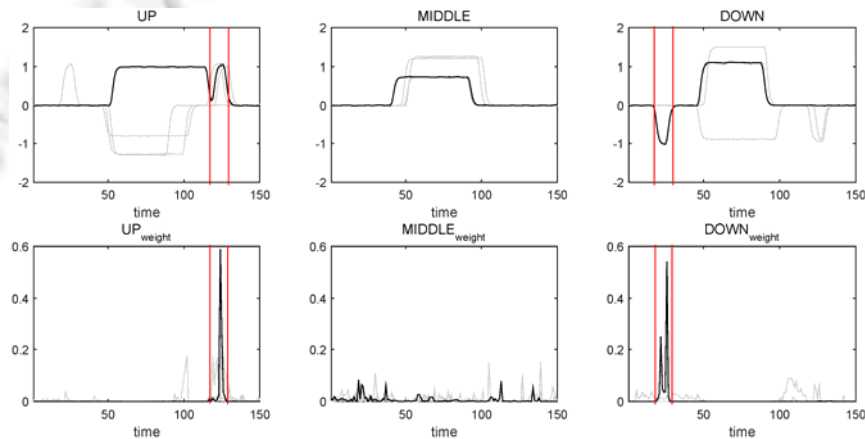 UP MIDDLE DOWN
2 2 2
1 1 1
0 0 0
-1 -1 -1
-2 -2 -2
50 100 150 50 100 150 50 100 150
time time time
UPweight MIDDLEweight DOWNweight
0.6 0.6 0.6
0.4 0.4 0.4
0.2 0.2 0.2
0 0 0
50 100 150 50 100 150 50 100 150
time time time